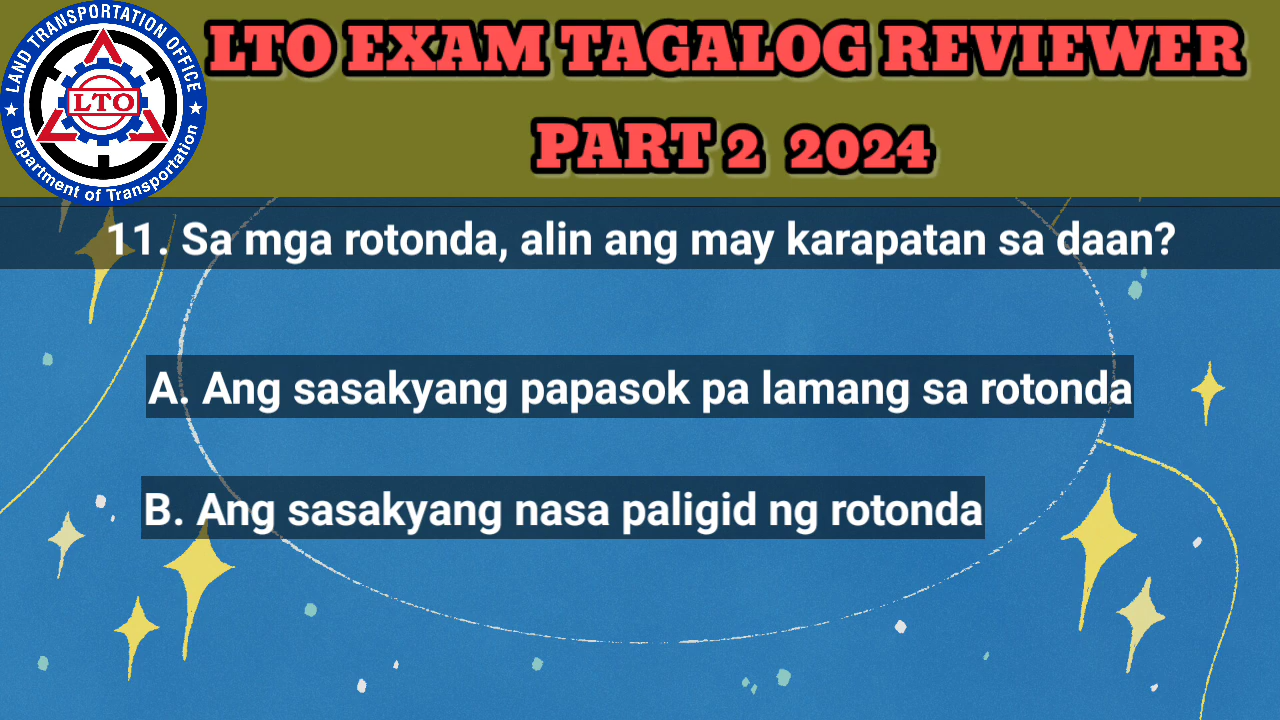 LAND TRANSPORTATION OFFICE
LTO
Department of Transportation
LTO EXAM TAGALOG REVIEWER
PART 2 2024
11. Sa mga rotonda, alin ang may karapatan sa daan?
A. Ang sasakyang papasok pa lamang sa rotonda
B. Ang sasakyang nasa paligid ng rotonda